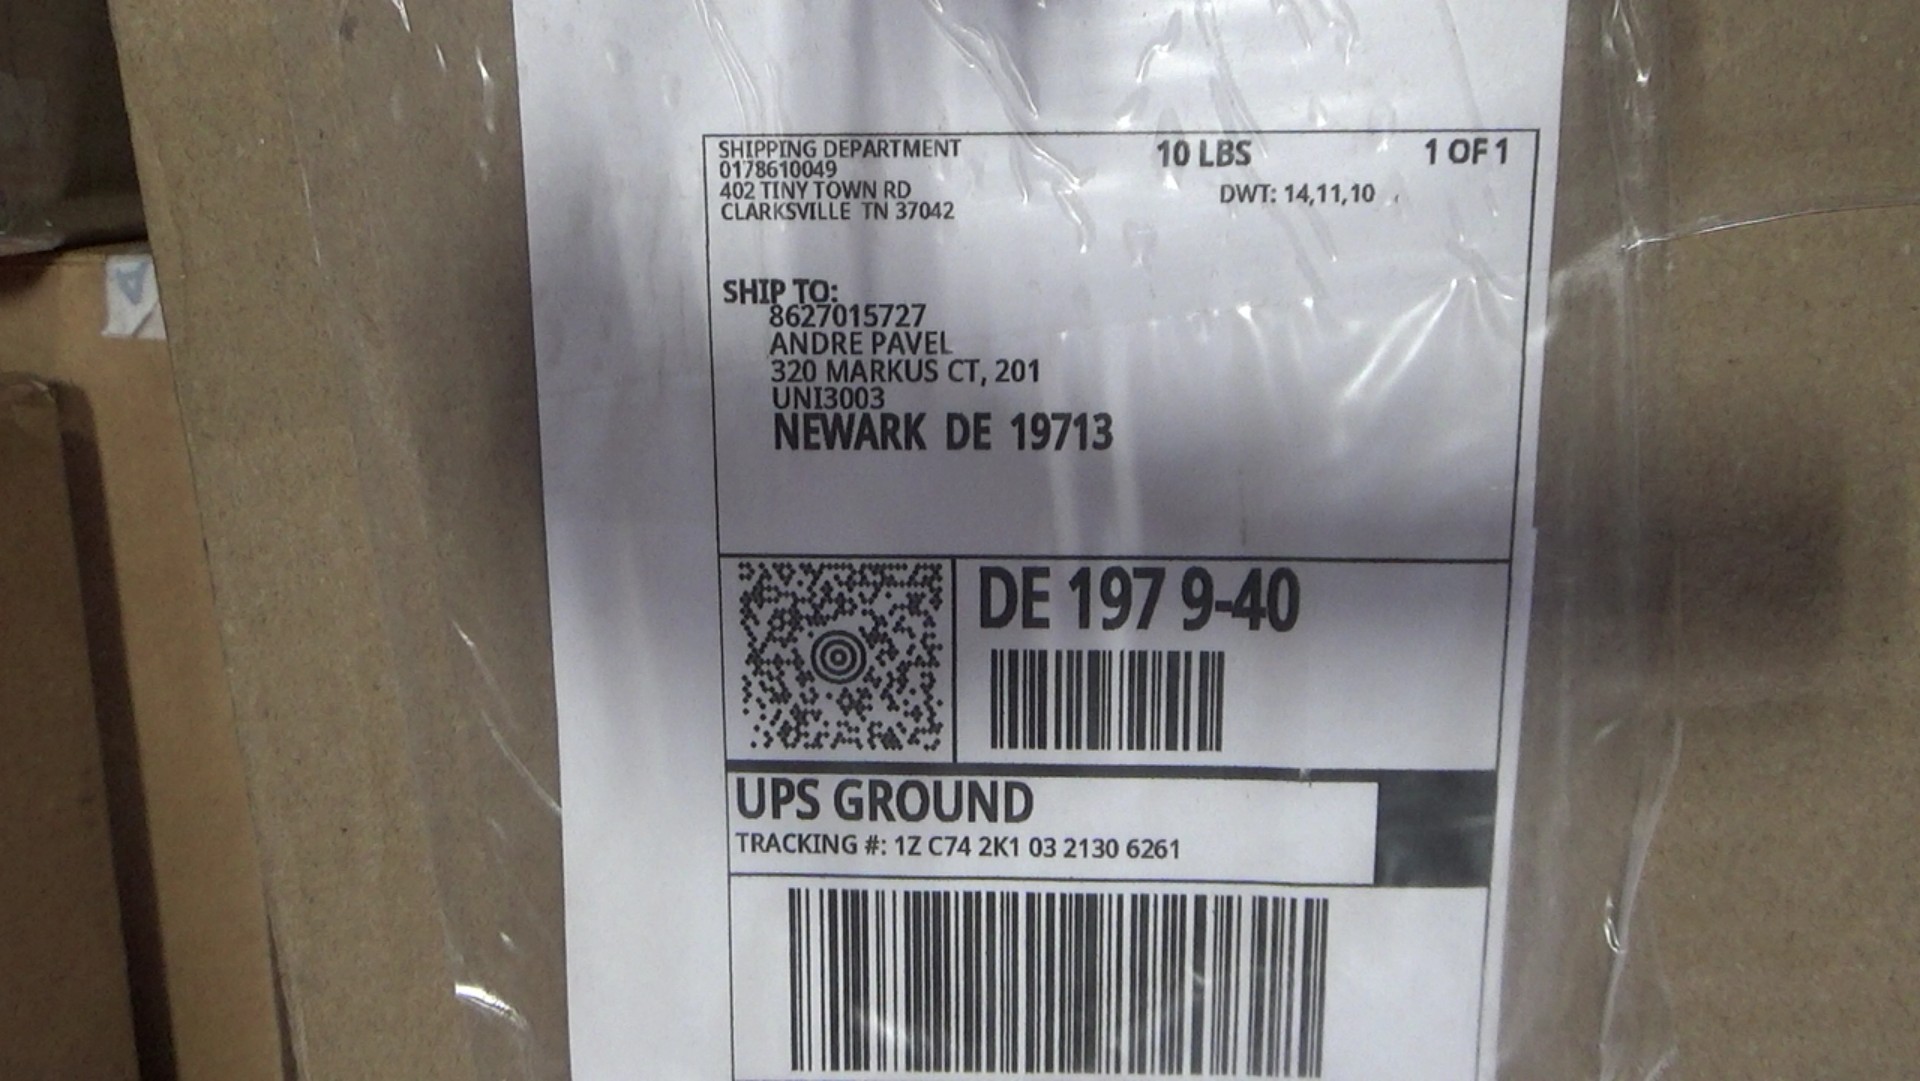 SHIPPING DEPARTMENT
0178610049
402 TINY TOWN RD
CLARKSVILLE TN 37042
10 LBS
1 OF 1
DWT: 14,11,10
SHIP TO:
8627015727
ANDRE PAVEL
320 MARKUS CT, 201
UNI3003
NEWARK DE 19713
DE 197 9-40
UPS GROUND
TRACKING #: 1Z C74 2K1 03 2130 6261